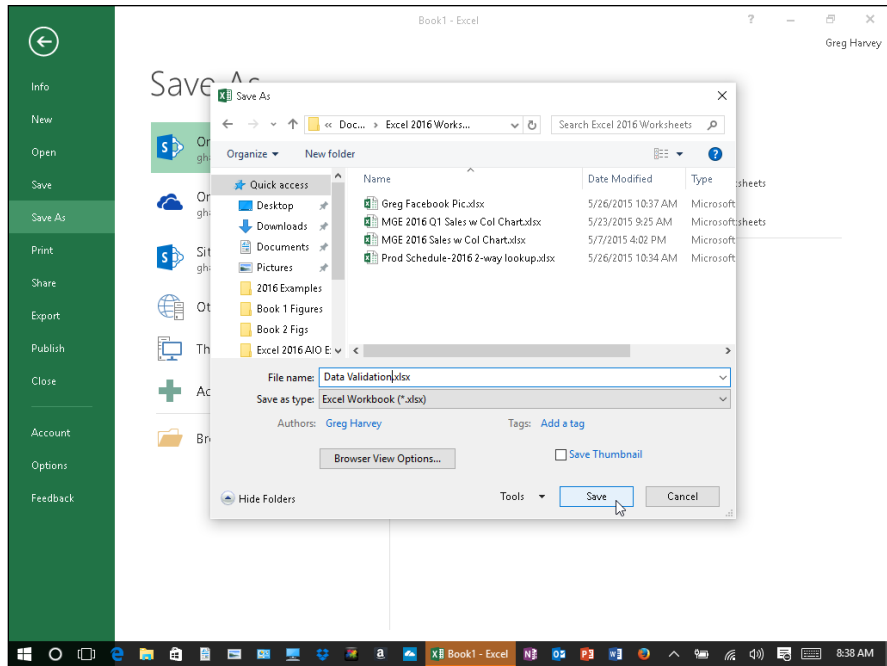 Book1 - Excel
?
Greg Harvey
Info
New
Open
Save
Save As
Print
Share
Export
Publish
Close
Account
Options
Feedback
Save As
Save As
« Doc... › Excel 2016 Works...
Search Excel 2016 Worksheets
Organize
New folder
?
Quick access
Desktop
Downloads
Documents
Pictures
2016 Examples
Book 1 Figures
Book 2 Figs
Excel 2016 AIO E:
Name Date Modified Type
Greg Facebook Pic.xlsx 5/26/2015 10:37 AM Microsoft
MGE 2016 Q1 Sales w Col Chart.xlsx 5/23/2015 9:25 AM Microsoft
MGE 2016 Sales w Col Chart.xlsx 5/7/2015 4:02 PM Microsoft
Prod Schedule-2016 2-way lookup.xlsx 5/26/2015 10:34 AM Microsoft
File name: Data Validation.xlsx
Save as type: Excel Workbook (*.xlsx)
Authors: Greg Harvey Tags: Add a tag
Browser View Options...
Save Thumbnail
Hide Folders
Tools Save Cancel
Book1 - Excel
8:38 AM